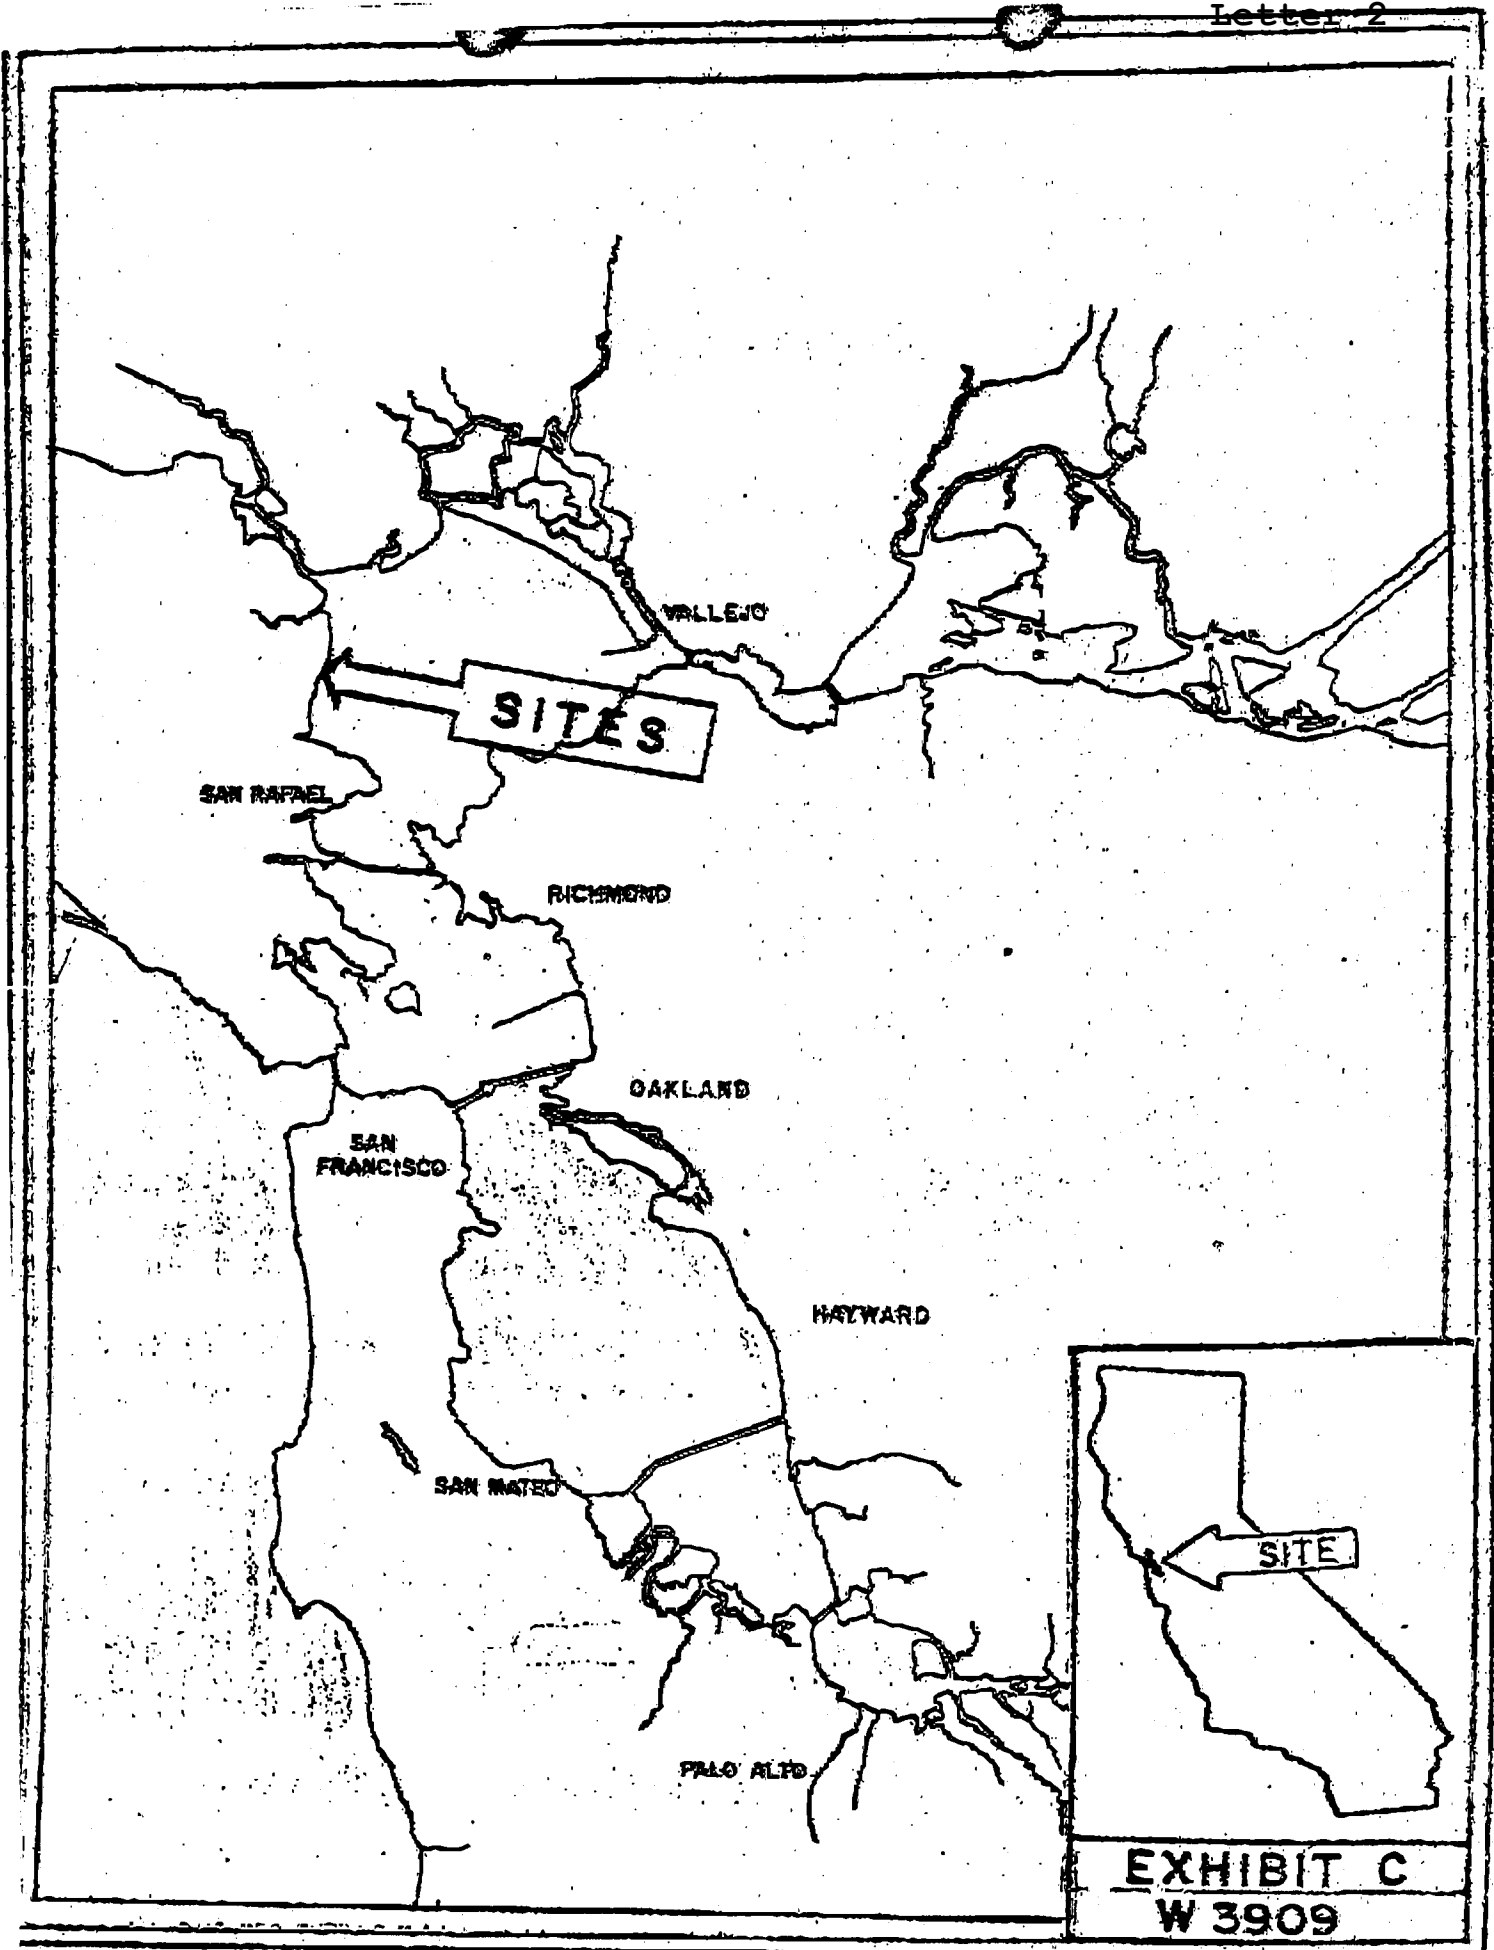 Letter 2
VALLEJO
SITES
SAN RAFAEL
RICHMOND
OAKLAND
SAN
FRANCISCO
HAYWARD
SAN MATEO
SITE
PALO ALTO
EXHIBIT C
W 3909